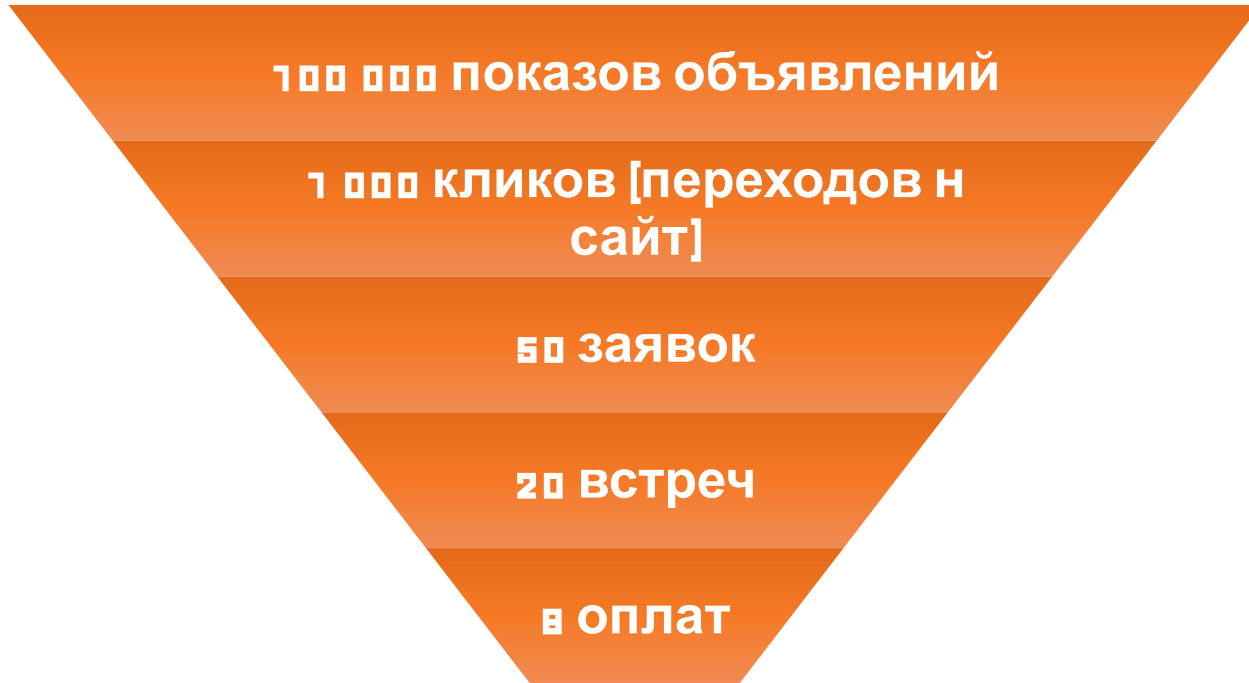 100 000 показов объявлений
1 000 кликов [переходов н
сайт]
50 заявок
20 встреч
8 оплат